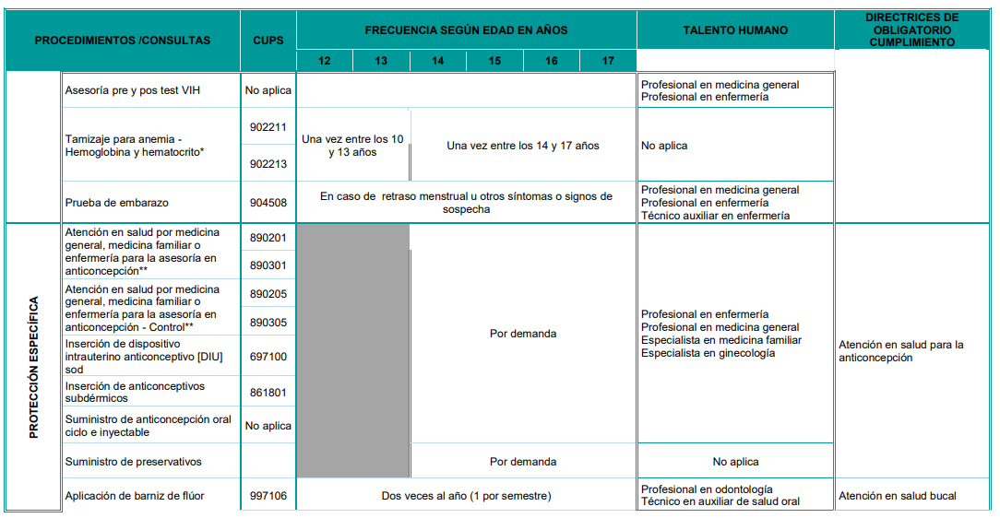 PROCEDIMIENTOS /CONSULTAS
CUPS
FRECUENCIA SEGÚN EDAD EN AÑOS
TALENTO HUMANO
DIRECTRICES DE
OBLIGATORIO
CUMPLIMIENTO
12 13 14 15 16 17
Asesoría pre y pos test VIH
No aplica
Profesional en medicina general
Profesional en enfermería
Tamizaje para anemia -
Hemoglobina y hematocrito*
902211
902213
Una vez entre los 10
y 13 años
Una vez entre los 14 y 17 años
No aplica
Prueba de embarazo
904508
En caso de retraso menstrual u otros síntomas o signos de
sospecha
Profesional en medicina general
Profesional en enfermería
Técnico auxiliar en enfermería
PROTECCIÓN ESPECÍFICA
Atención en salud por medicina
general, medicina familiar o
enfermería para la asesoría en
anticoncepción**
890201
890301
Atención en salud por medicina
general, medicina familiar o
enfermería para la asesoría en
anticoncepción - Control**
890205
890305
Inserción de dispositivo
intrauterino anticonceptivo [DIU]
sod
697100
Inserción de anticonceptivos
subdérmicos
861801
Suministro de anticoncepción oral
ciclo e inyectable
No aplica
Por demanda
Profesional en enfermería
Profesional en medicina general
Especialista en medicina familiar
Especialista en ginecología
Atención en salud para la
anticoncepción
Suministro de preservativos
Por demanda
No aplica
Aplicación de barniz de flúor
997106
Dos veces al año (1 por semestre)
Profesional en odontología
Técnico en auxiliar de salud oral
Atención en salud bucal